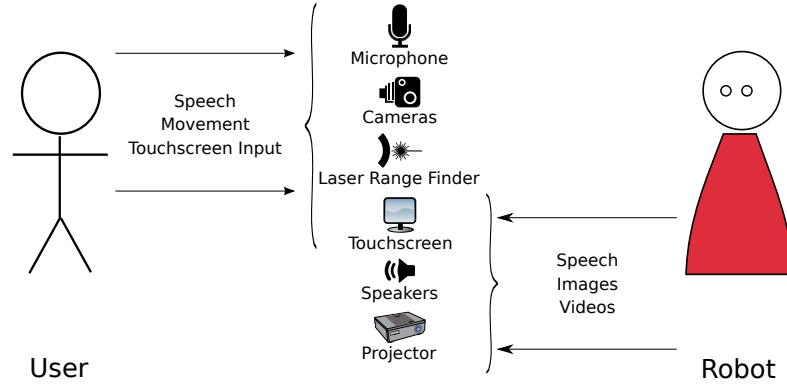 Microphone
Speech
Movement
Touchscreen Input
Cameras
Laser Range Finder
Touchscreen
Speakers
Projector
Speech
Images
Videos
User
Robot